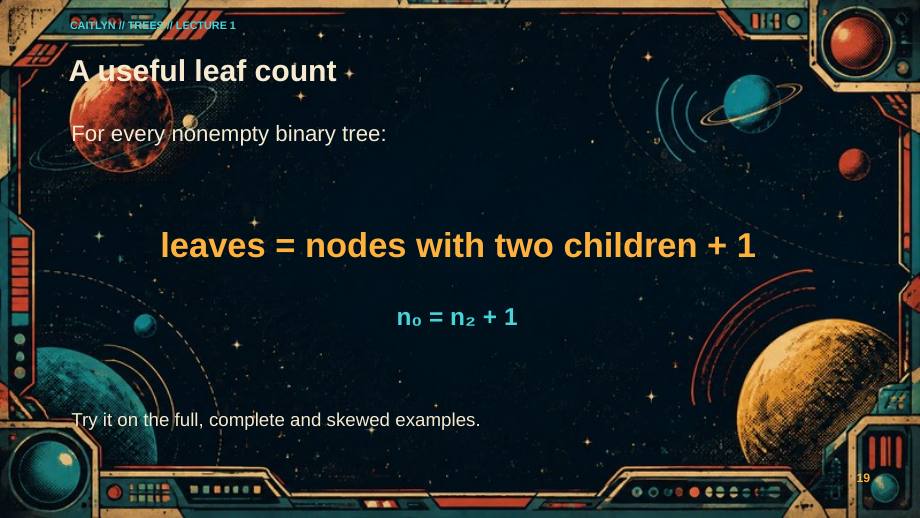 CAITLYN // TREES // LECTURE 1
A useful leaf count
For every nonempty binary tree:
leaves = nodes with two children + 1
n₀ = n₂ + 1
Try it on the full, complete and skewed examples.
19